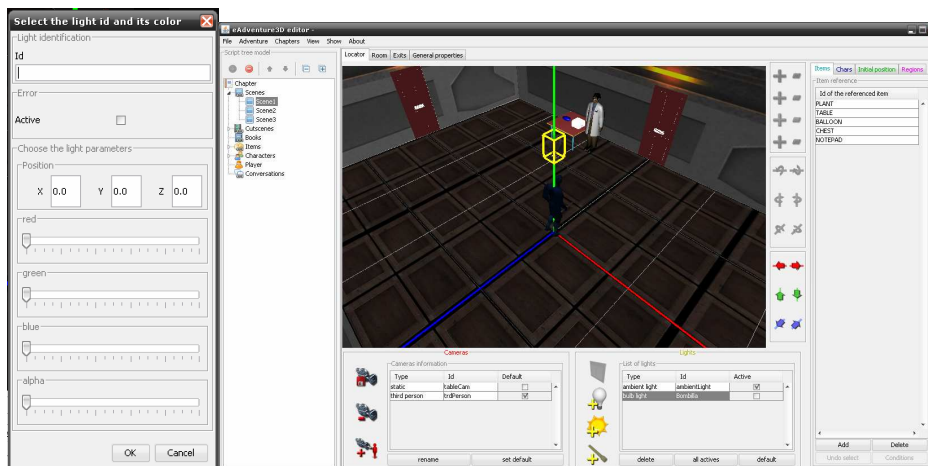 Select the light id and its color
Light identification
Id
Error
Active
Choose the light parameters
Position
X 0.0 Y 0.0 Z 0.0
red
green
blue
alpha
OK Cancel
eAdventure3D editor -
File Adventure Chapters View Show About
Script tree model
Chapter
Scenes
Scene1
Scene2
Scene3
Cutscenes
Books
Items
Characters
Player
Conversations
Locator Room Exits General properties
Cameras
Cameras information
Type Id Default
static tableCam
third person trdPerson
rename set default
Lights
List of lights
Type Id Active
ambient light ambientLight
bulb light Bombilla
delete all actives default
Items Chars Initial position Regions
Item reference
Id of the referenced item
PLANT
TABLE
BALLOON
CHEST
NOTEPAD
Add Delete
Undo select Conditions